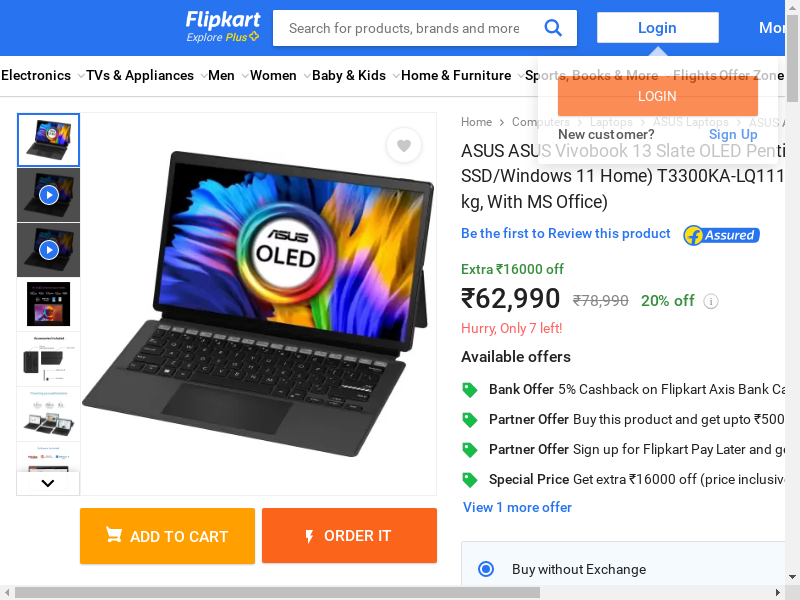 Flipkart
Explore Plus
Search for products, brands and more
Login
Electronics
TVs & Appliances
Men
Women
Baby & Kids
Home & Furniture
Sports, Books & More
Flights
Offer Zone
LOGIN
New customer?
Sign Up
Home
Computers
Laptops
ASUS Laptops
ASUS
ASUS ASUS Vivobook 13 Slate OLED
SSD/Windows 11 Home) T3300KA-LQ111
kg, With MS Office)
Be the first to Review this product
Assured
Extra ₹16000 off
₹62,990 ₹78,990 20% off
Hurry, Only 7 left!
Available offers
Bank Offer 5% Cashback on Flipkart Axis Bank
Partner Offer Buy this product and get upto ₹500
Partner Offer Sign up for Flipkart Pay Later and
Special Price Get extra ₹16000 off (price
View 1 more offer
ASUS
OLED
ADD TO CART
ORDER IT
Buy without Exchange